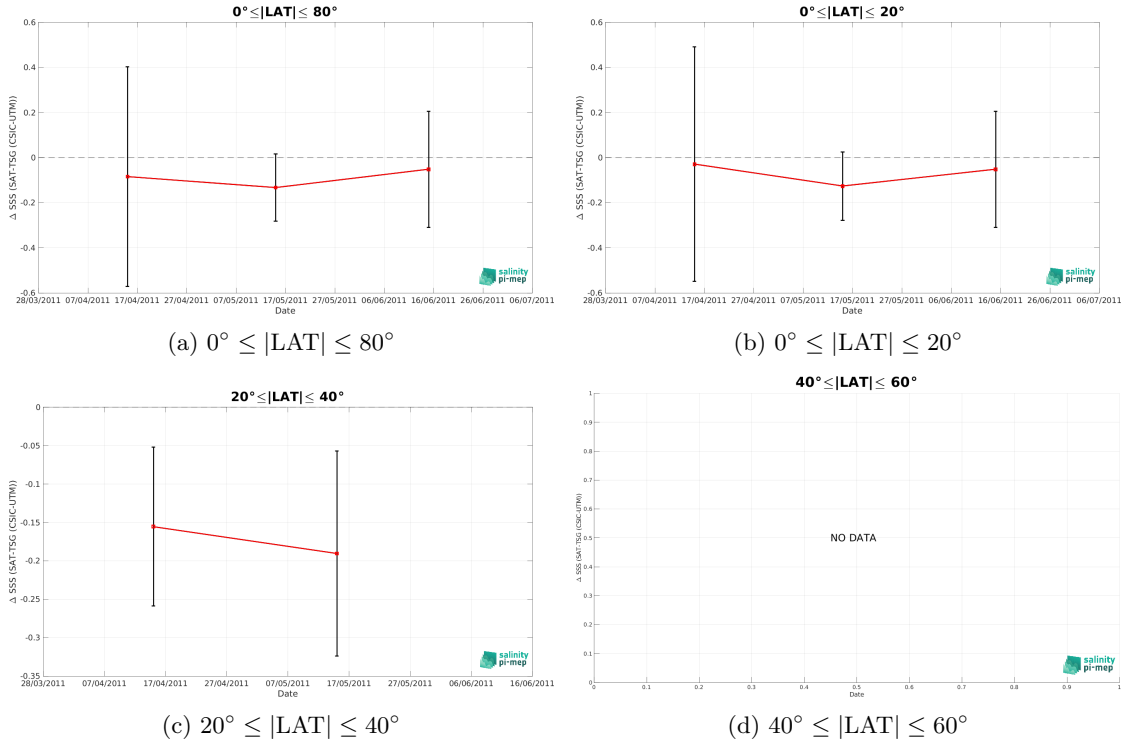 0°≤|LAT|≤ 80°
0.6
0.4
0.2
0
-0.2
-0.4
-0.6
Δ SSS (SAT-TSG (CSIC-UTM))
28/03/2011 07/04/2011 17/04/2011 27/04/2011 07/05/2011 17/05/2011 27/05/2011 06/06/2011 16/06/2011 26/06/2011 06/07/2011
Date
salinity
pi-mep
(a) 0° ≤ |LAT| ≤ 80°
0°≤|LAT|≤ 20°
0.6
0.4
0.2
0
-0.2
-0.4
-0.6
Δ SSS (SAT-TSG (CSIC-UTM))
28/03/2011 07/04/2011 17/04/2011 27/04/2011 07/05/2011 17/05/2011 27/05/2011 06/06/2011 16/06/2011 26/06/2011 06/07/2011
Date
salinity
pi-mep
(b) 0° ≤ |LAT| ≤ 20°
20°≤|LAT|≤ 40°
0
-0.05
-0.1
-0.15
-0.2
-0.25
-0.3
-0.35
Δ SSS (SAT-TSG (CSIC-UTM))
28/03/2011 07/04/2011 17/04/2011 27/04/2011 07/05/2011 17/05/2011 27/05/2011 06/06/2011 16/06/2011
Date
salinity
pi-mep
(c) 20° ≤ |LAT| ≤ 40°
40°≤|LAT|≤ 60°
1
0.9
0.8
0.7
0.6
0.5
0.4
0.3
0.2
0.1
0
Δ SSS (SAT-TSG (CSIC-UTM))
NO DATA
0 0.1 0.2 0.3 0.4 0.5 0.6 0.7 0.8 0.9 1
Date
salinity
pi-mep
(d) 40° ≤ |LAT| ≤ 60°